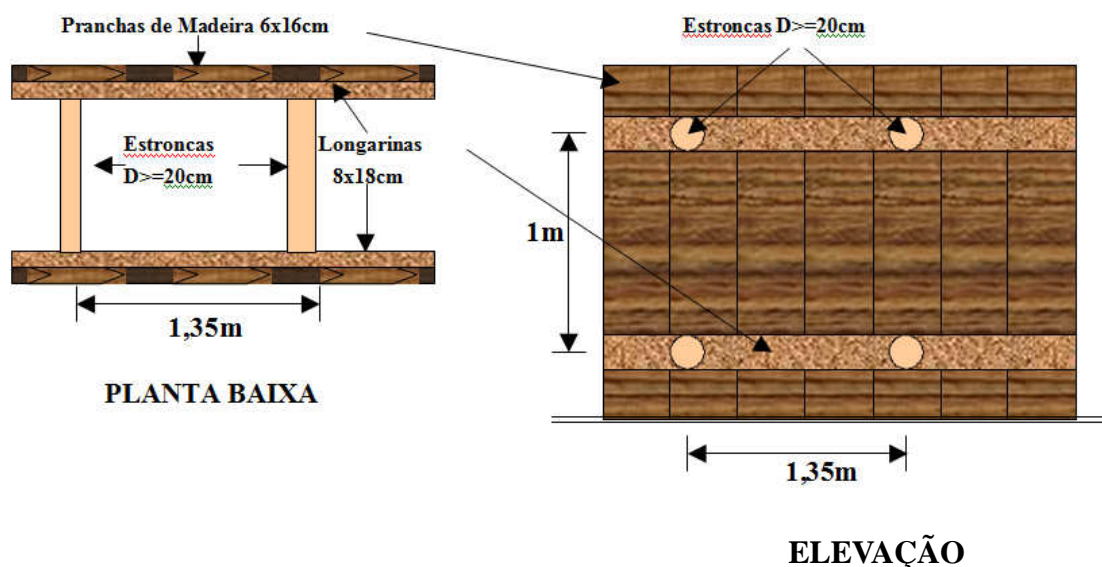 Pranchas de Madeira 6x16cm
Estroncas D>=20cm
Estroncas
D>=20cm
Longarinas
8x18cm
1,35m
PLANTA BAIXA
1m
1,35m
ELEVAÇÃO